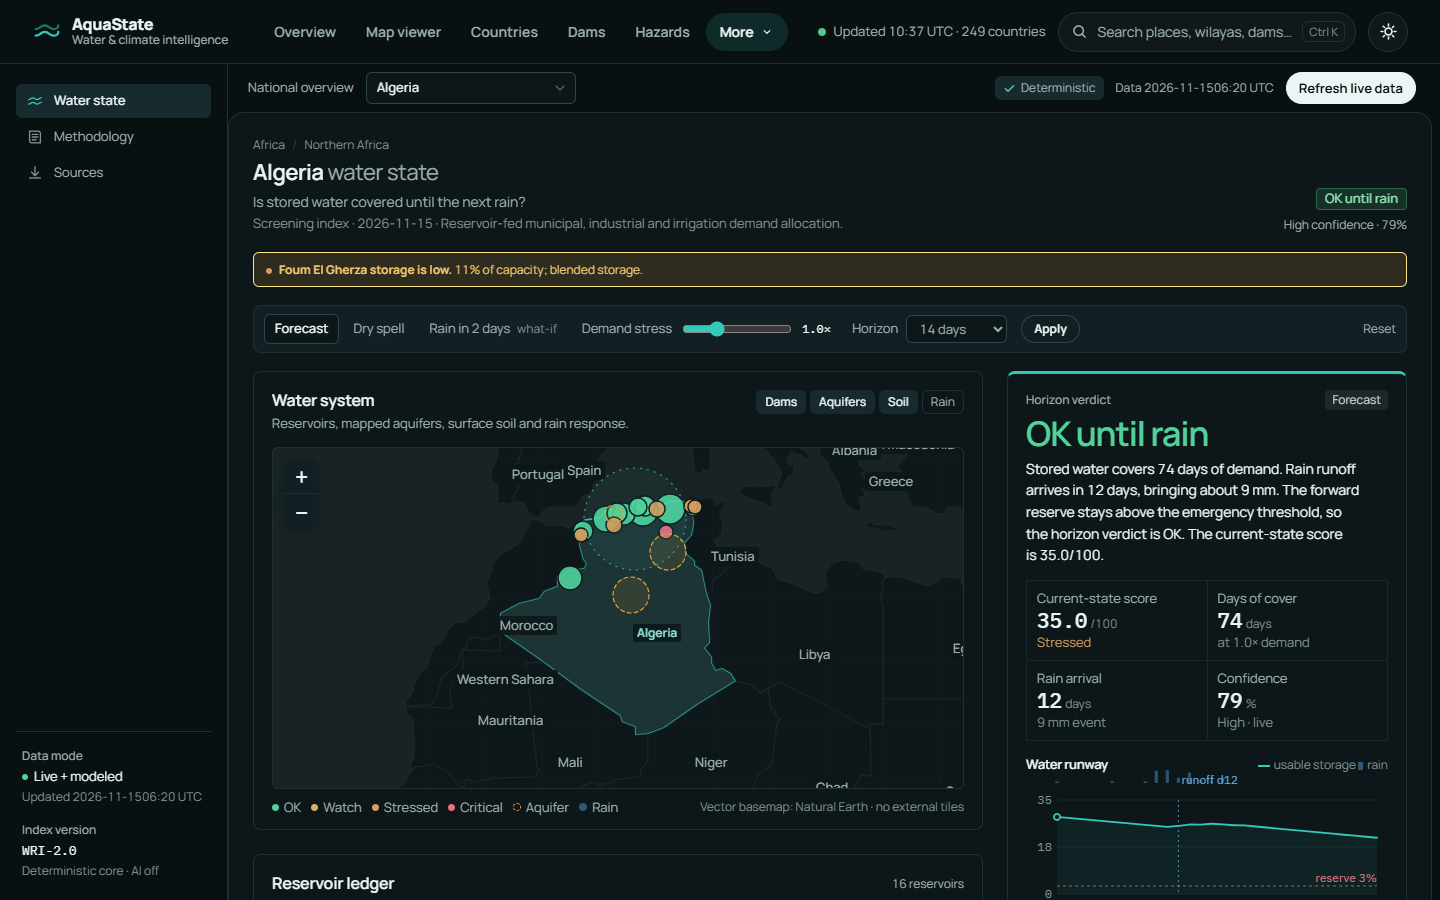 AquaState
Water & climate intelligence
Overview
Map viewer
Countries
Dams
Hazards
More
Updated 10:37 UTC · 249 countries
Search places, wilayas, dams...
Ctrl K
Water state
Methodology
Sources
National overview
Algeria
Deterministic
Data 2026-11-1506:20 UTC
Refresh live data
Africa / Northern Africa
Algeria water state
Is stored water covered until the next rain?
Screening index · 2026-11-15 · Reservoir-fed municipal, industrial and irrigation demand allocation.
OK until rain
High confidence · 79%
Foum El Gherza storage is low. 11% of capacity; blended storage.
Forecast
Dry spell
Rain in 2 days what-if
Demand stress
1.0×
Horizon
14 days
Apply
Reset
Water system
Reservoirs, mapped aquifers, surface soil and rain response.
Dams
Aquifers
Soil
Rain
+
−
Albania
Portugal
Spain
Greece
Tunisia
Morocco
Algeria
Libya
Western Sahara
Mauritania
Mali
Niger
Chad
OK
Watch
Stressed
Critical
Aquifer
Rain
Vector basemap: Natural Earth · no external tiles
Reservoir ledger
16 reservoirs
Horizon verdict
Forecast
OK until rain
Stored water covers 74 days of demand. Rain runoff
arrives in 12 days, bringing about 9 mm. The forward
reserve stays above the emergency threshold, so
the horizon verdict is OK. The current-state score
is 35.0/100.
Current-state score
35.0 /100
Stressed
Days of cover
74 days
at 1.0× demand
Rain arrival
12 days
9 mm event
Confidence
79 %
High · live
Water runway
usable storage
rain
runoff d12
35
18
0
reserve 3%
Data mode
Live + modeled
Updated 2026-11-1506:20 UTC
Index version
WRI-2.0
Deterministic core · AI off